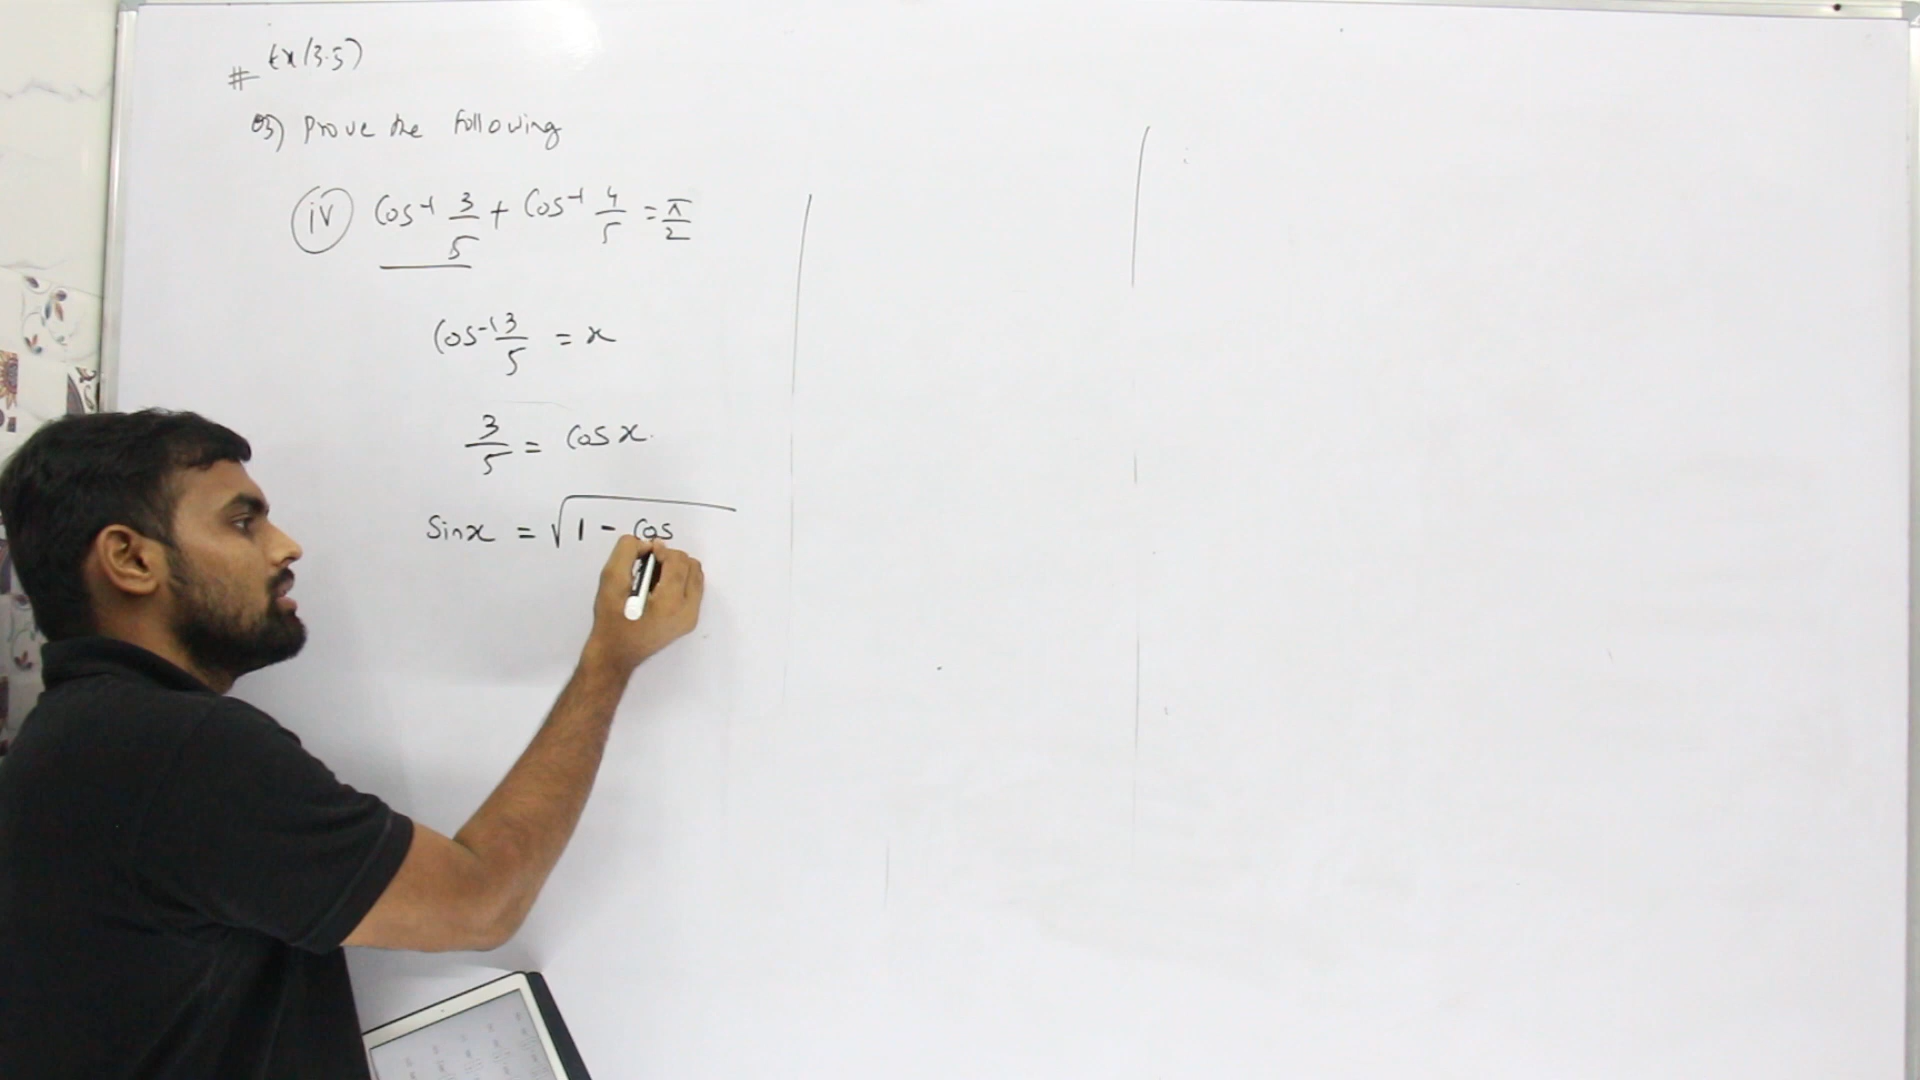 # Ex (3.5)
Q3) Prove the following
(iv) Cos⁻¹ 3/5 + Cos⁻¹ 4/5 = π/2
Cos⁻¹ 3/5 = x
3/5 = Cos x.
Sinx = √1 - Cos